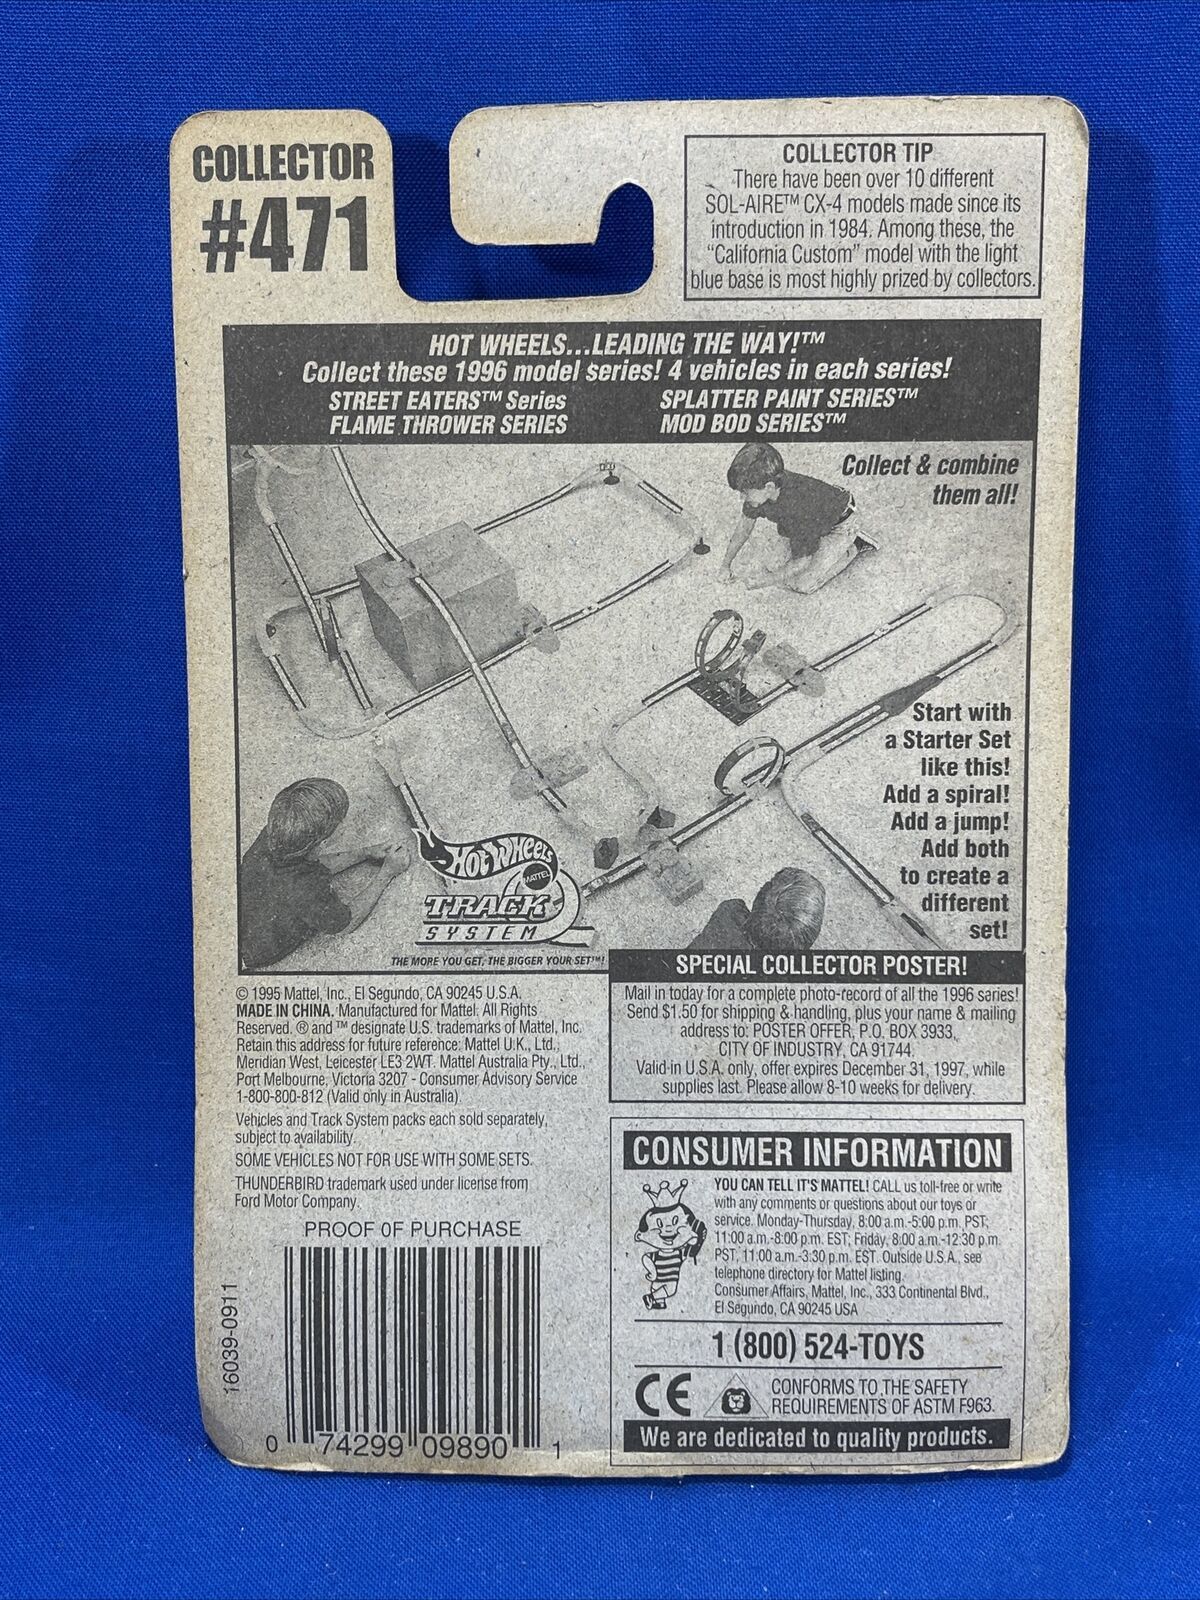 COLLECTOR
#471
COLLECTOR TIP
There have been over 10 different
SOL-AIRE™ CX-4 models made since its
introduction in 1984. Among these, the
"California Custom" model with the light
blue base is most highly prized by collectors.
HOT WHEELS...LEADING THE WAY!™
Collect these 1996 model series! 4 vehicles in each series!
STREET EATERS™ Series
FLAME THROWER SERIES
SPLATTER PAINT SERIES™
MOD BOD SERIES™
Collect & combine
them all!
Start with
a Starter Set
like this!
Add a spiral!
Add a jump!
Add both
to create a
different
set!
Hot Wheels
MATTEL
TRACK
SYSTEM
THE MORE YOU GET, THE BIGGER YOUR SET™!
© 1995 Mattel, Inc., El Segundo, CA 90245 U.S.A.
MADE IN CHINA. Manufactured for Mattel. All Rights
Reserved. ® and ™ designate U.S. trademarks of Mattel, Inc.
Retain this address for future reference: Mattel U.K., Ltd.,
Meridian West, Leicester LE3 2WT. Mattel Australia Pty., Ltd.,
Port Melbourne, Victoria 3207 - Consumer Advisory Service
1-800-800-812 (Valid only in Australia).
Vehicles and Track System packs each sold separately,
subject to availability.
SOME VEHICLES NOT FOR USE WITH SOME SETS.
THUNDERBIRD trademark used under license from
Ford Motor Company.
PROOF OF PURCHASE
16039-0911
0 74299 09890 1
SPECIAL COLLECTOR POSTER!
Mail in today for a complete photo-record of all the 1996 series!
Send $1.50 for shipping & handling, plus your name & mailing
address to: POSTER OFFER, P.O. BOX 3933,
CITY OF INDUSTRY, CA 91744.
Valid in U.S.A. only, offer expires December 31, 1997, while
supplies last. Please allow 8-10 weeks for delivery.
CONSUMER INFORMATION
YOU CAN TELL IT'S MATTEL! CALL us toll-free or write
with any comments or questions about our toys or
service. Monday-Thursday, 8:00 a.m.-5:00 p.m. PST;
11:00 a.m.-8:00 p.m. EST; Friday, 8:00 a.m.-12:30 p.m.
PST, 11:00 a.m.-3:30 p.m. EST. Outside U.S.A., see
telephone directory for Mattel listing.
Consumer Affairs, Mattel, Inc., 333 Continental Blvd.,
El Segundo, CA 90245 USA
1 (800) 524-TOYS
CE
CONFORMS TO THE SAFETY
REQUIREMENTS OF ASTM F963.
We are dedicated to quality products.